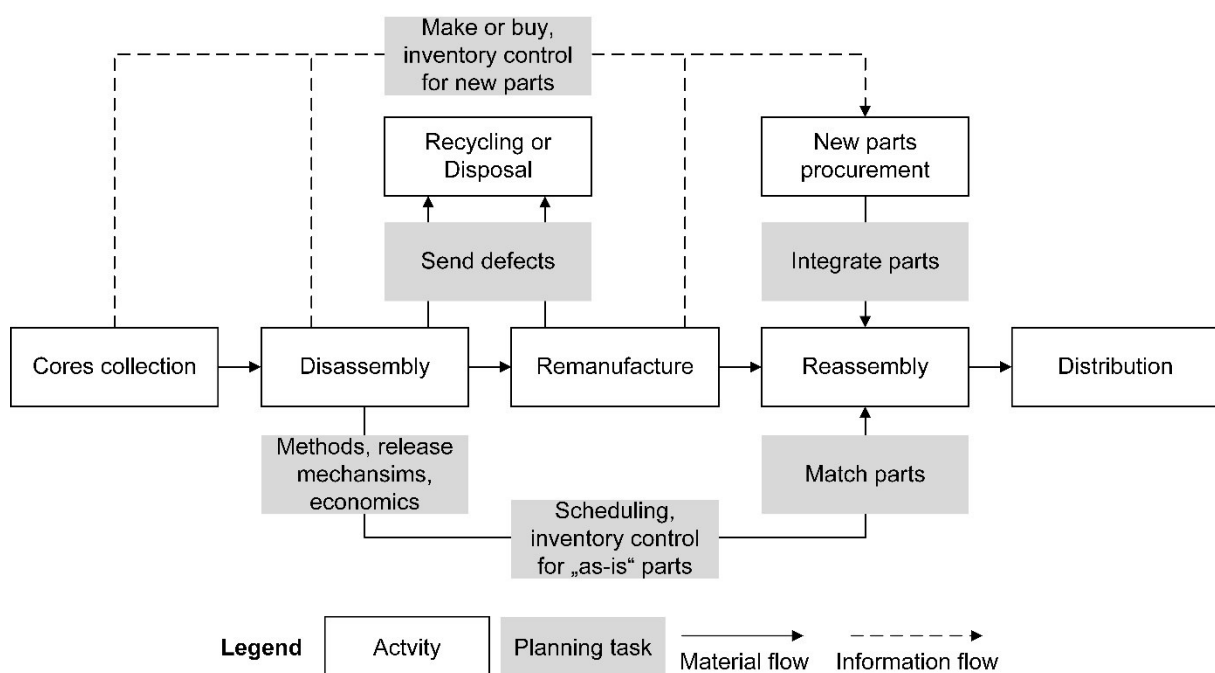 Make or buy,
inventory control
for new parts
Recycling or
Disposal
New parts
procurement
Send defects
Integrate parts
Cores collection
Disassembly
Remanufacture
Reassembly
Distribution
Methods, release
mechansims,
economics
Match parts
Scheduling,
inventory control
for „as-is“ parts
Legend
Actvity
Planning task
Material flow
Information flow